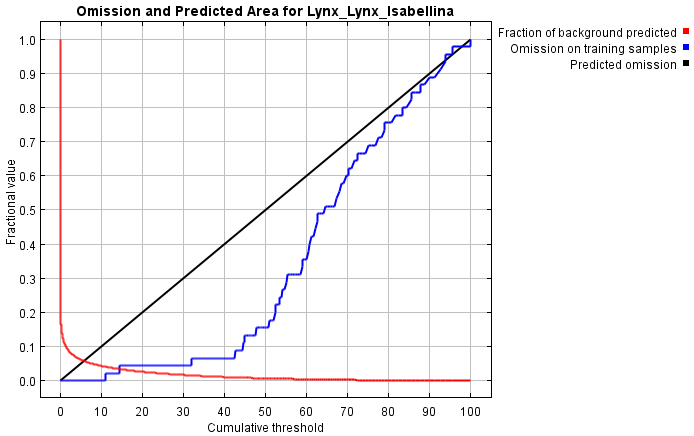 Omission and Predicted Area for Lynx_Lynx_Isabellina
Fraction of background predicted
Omission on training samples
Predicted omission
1.0
0.9
0.8
0.7
0.6
0.5
0.4
0.3
0.2
0.1
0.0
Fractional value
0 10 20 30 40 50 60 70 80 90 100
Cumulative threshold